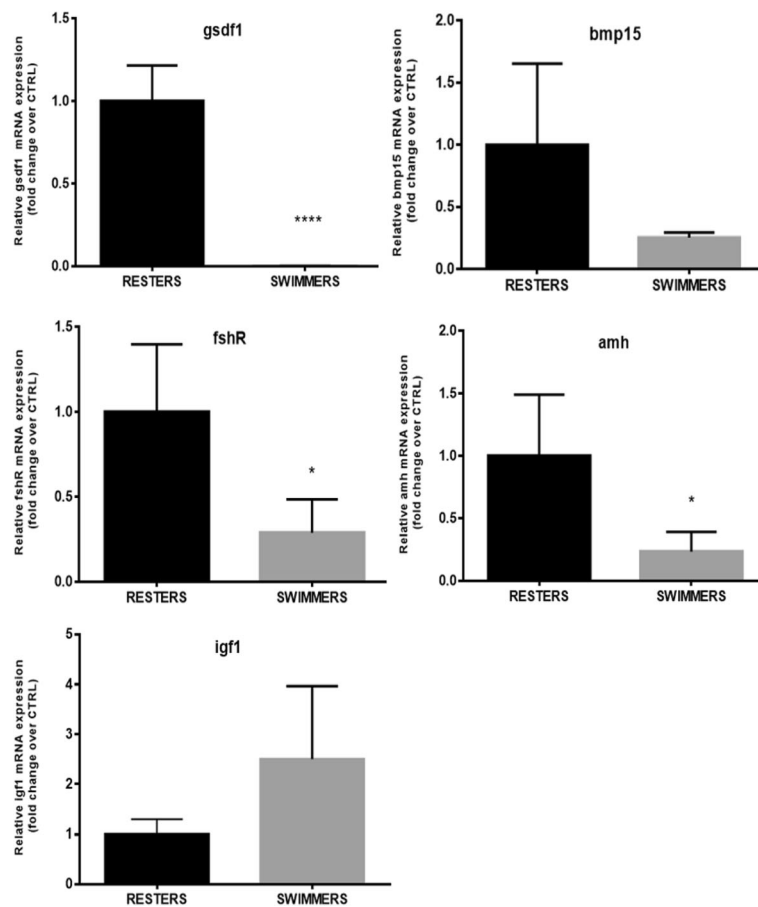 gsdf1
Relative gsdf1 mRNA expression
(fold change over CTRL)
1.5
1.0
0.5
0.0
****
RESTERS SWIMMERS
bmp15
Relative bmp15 mRNA expression
(fold change over CTRL)
2.0
1.5
1.0
0.5
0.0
RESTERS SWIMMERS
fshR
Relative fshR mRNA expression
(fold change over CTRL)
1.5
1.0
0.5
0.0
*
RESTERS SWIMMERS
amh
Relative amh mRNA expression
(fold change over CTRL)
2.0
1.5
1.0
0.5
0.0
*
RESTERS SWIMMERS
igf1
Relative igf1 mRNA expression
(fold change over CTRL)
5
4
3
2
1
0
RESTERS SWIMMERS